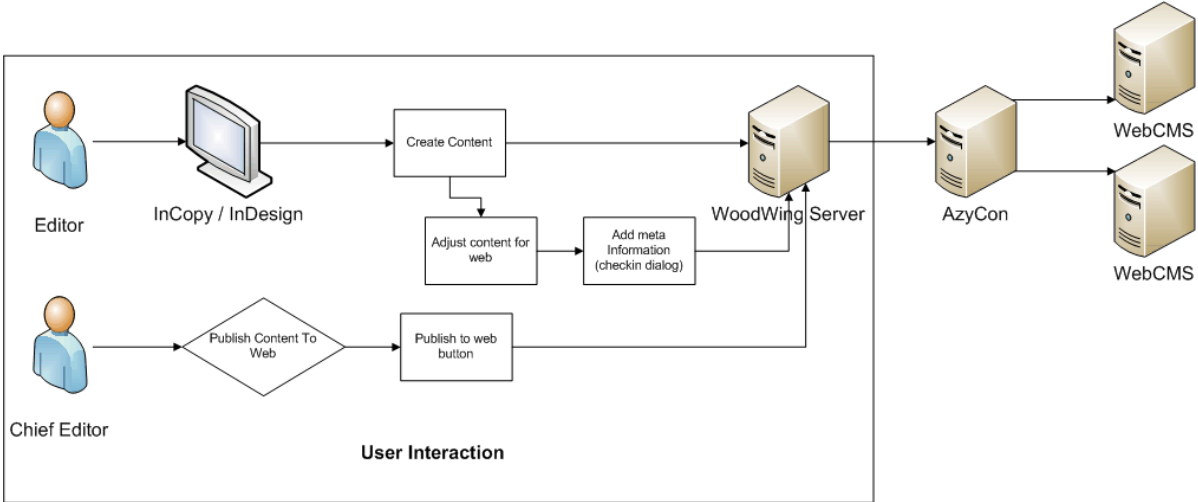 WebCMS
Create Content
Editor
InCopy / InDesign
WoodWing Server
AzyCon
Adjust content for
web
Add meta
Information
(checkin dialog)
WebCMS
Publish Content To
Web
Publish to web
button
Chief Editor
User Interaction